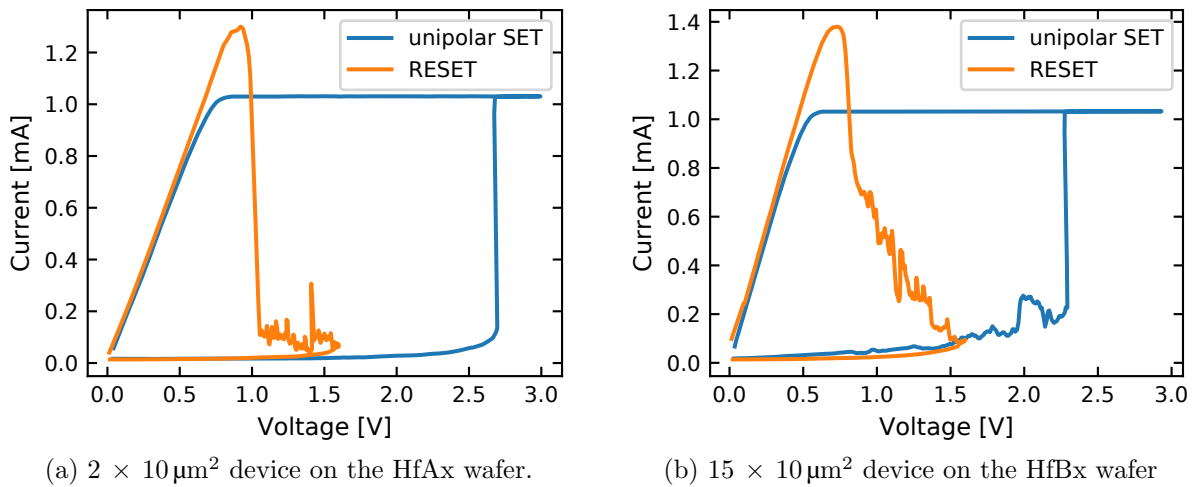 unipolar SET
RESET
Current [mA]
1.2
1.0
0.8
0.6
0.4
0.2
0.0
0.0 0.5 1.0 1.5 2.0 2.5 3.0
Voltage [V]
(a) 2 × 10 μm² device on the HfAx wafer.
unipolar SET
RESET
Current [mA]
1.4
1.2
1.0
0.8
0.6
0.4
0.2
0.0
0.0 0.5 1.0 1.5 2.0 2.5 3.0
Voltage [V]
(b) 15 × 10 μm² device on the HfBx wafer